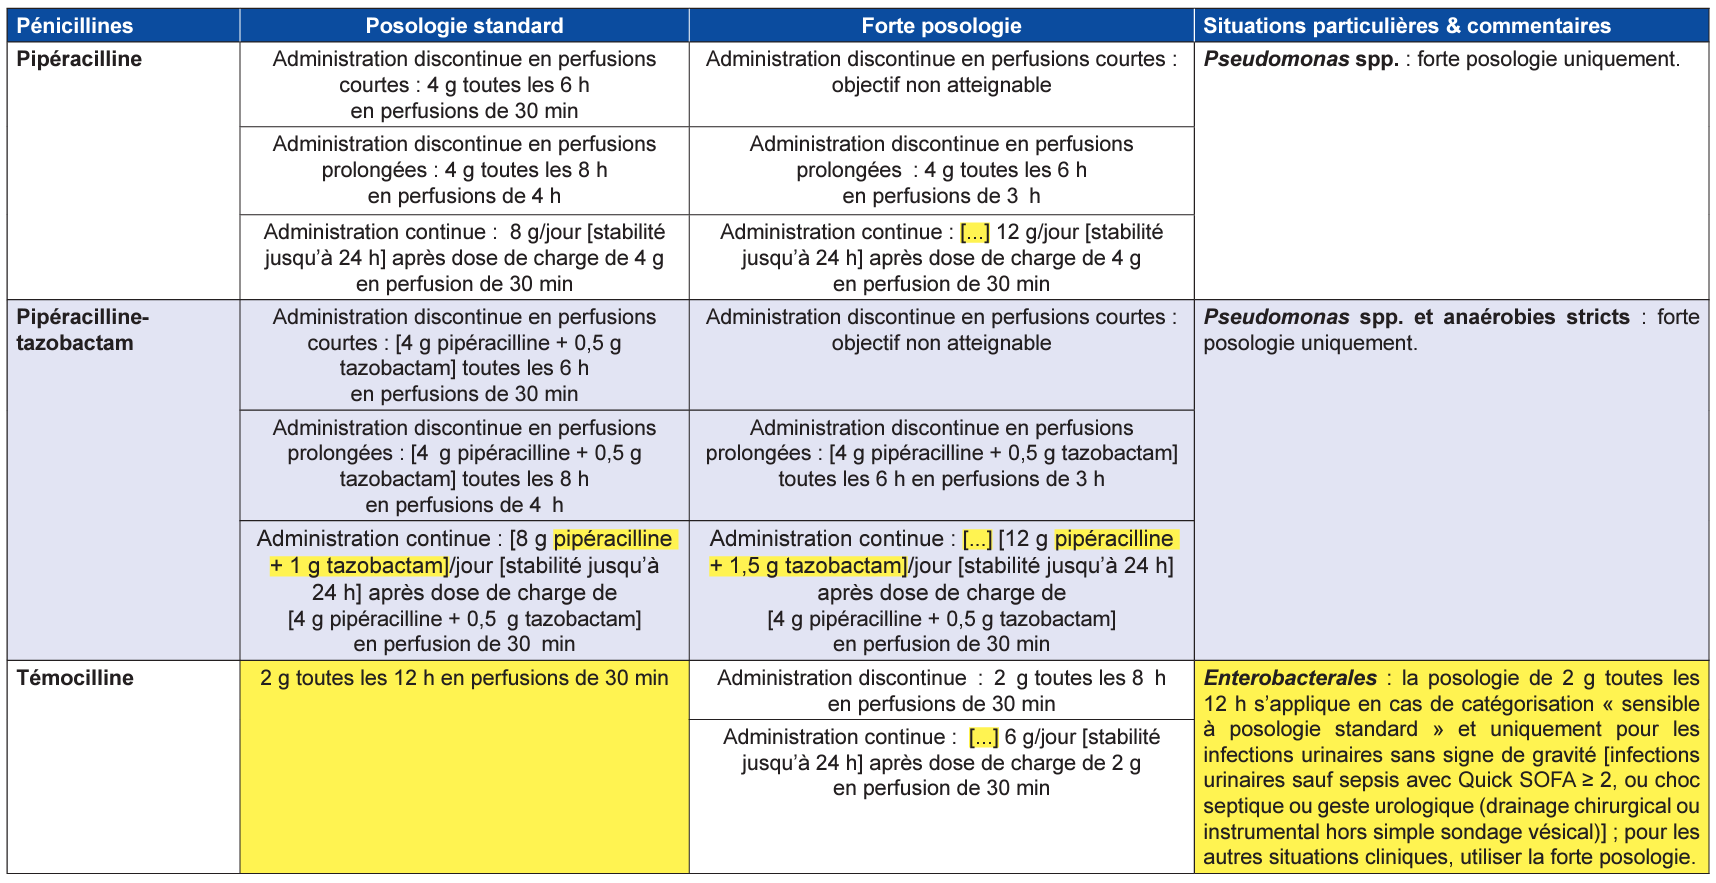 Pénicillines
Posologie standard
Forte posologie
Situations particulières & commentaires
Pipéracilline
Administration discontinue en perfusions
courtes : 4 g toutes les 6 h
en perfusions de 30 min
Administration discontinue en perfusions courtes :
objectif non atteignable
Pseudomonas spp. : forte posologie uniquement.
Administration discontinue en perfusions
prolongées : 4 g toutes les 8 h
en perfusions de 4 h
Administration discontinue en perfusions
prolongées : 4 g toutes les 6 h
en perfusions de 3 h
Administration continue : 8 g/jour [stabilité
jusqu'à 24 h] après dose de charge de 4 g
en perfusion de 30 min
Administration continue : [...] 12 g/jour [stabilité
jusqu'à 24 h] après dose de charge de 4 g
en perfusion de 30 min
Pipéracilline-
tazobactam
Administration discontinue en perfusions
courtes : [4 g pipéracilline + 0,5 g
tazobactam] toutes les 6 h
en perfusions de 30 min
Administration discontinue en perfusions courtes :
objectif non atteignable
Pseudomonas spp. et anaérobies stricts : forte
posologie uniquement.
Administration discontinue en perfusions
prolongées : [4 g pipéracilline + 0,5 g
tazobactam] toutes les 8 h
en perfusions de 4 h
Administration discontinue en perfusions
prolongées : [4 g pipéracilline + 0,5 g tazobactam]
toutes les 6 h en perfusions de 3 h
Administration continue : [8 g pipéracilline
+ 1 g tazobactam]/jour [stabilité jusqu'à
24 h] après dose de charge de
[4 g pipéracilline + 0,5 g tazobactam]
en perfusion de 30 min
Administration continue : [...] [12 g pipéracilline
+ 1,5 g tazobactam]/jour [stabilité jusqu'à 24 h]
après dose de charge de
[4 g pipéracilline + 0,5 g tazobactam]
en perfusion de 30 min
Témocilline
2 g toutes les 12 h en perfusions de 30 min
Administration discontinue : 2 g toutes les 8 h
en perfusions de 30 min
Administration continue : [...] 6 g/jour [stabilité
jusqu'à 24 h] après dose de charge de 2 g
en perfusion de 30 min
Enterobacterales : la posologie de 2 g toutes les
12 h s'applique en cas de catégorisation « sensible
à posologie standard » et uniquement pour les
infections urinaires sans signe de gravité [infections
urinaires sauf sepsis avec Quick SOFA ≥ 2, ou choc
septique ou geste urologique (drainage chirurgical ou
instrumental hors simple sondage vésical)] ; pour les
autres situations cliniques, utiliser la forte posologie.